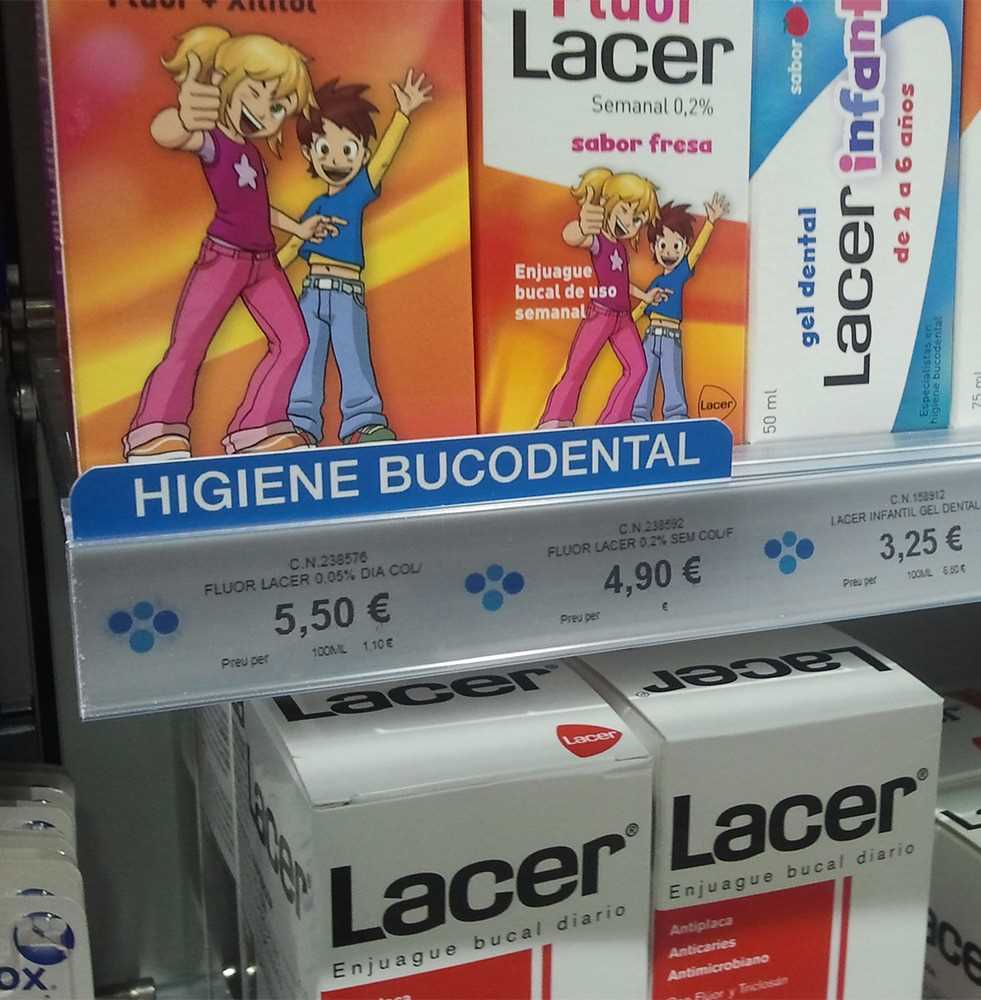 Fluor + Xilitol
Fluor
Lacer
Semanal 0,2%
sabor fresa
Enjuague
bucal de uso
semanal
Lacer
sabor
gel dental
Lacer infant
de 2 a 6 años
Especialistas en
higiene bucodental
50 ml
75 ml
HIGIENE BUCODENTAL
C.N.238576
FLUOR LACER 0.05% DIA COL/
5,50 €
Preu per 100ML 1,10 €
C.N.238592
FLUOR LACER 0.2% SEM COL/F
4,90 €
Preu per €
C.N.158912
LACER INFANTIL GEL DENTAL
3,25 €
Preu per 100ML 6,50 €
Lacer
Lacer
Lacer®
Enjuague bucal diario
Antiplaca
Lacer®
Lacer®
Enjuague bucal diario
Antiplaca
Anticaries
Antimicrobiano
Con Flúor y Triclosán
Lacer
ox